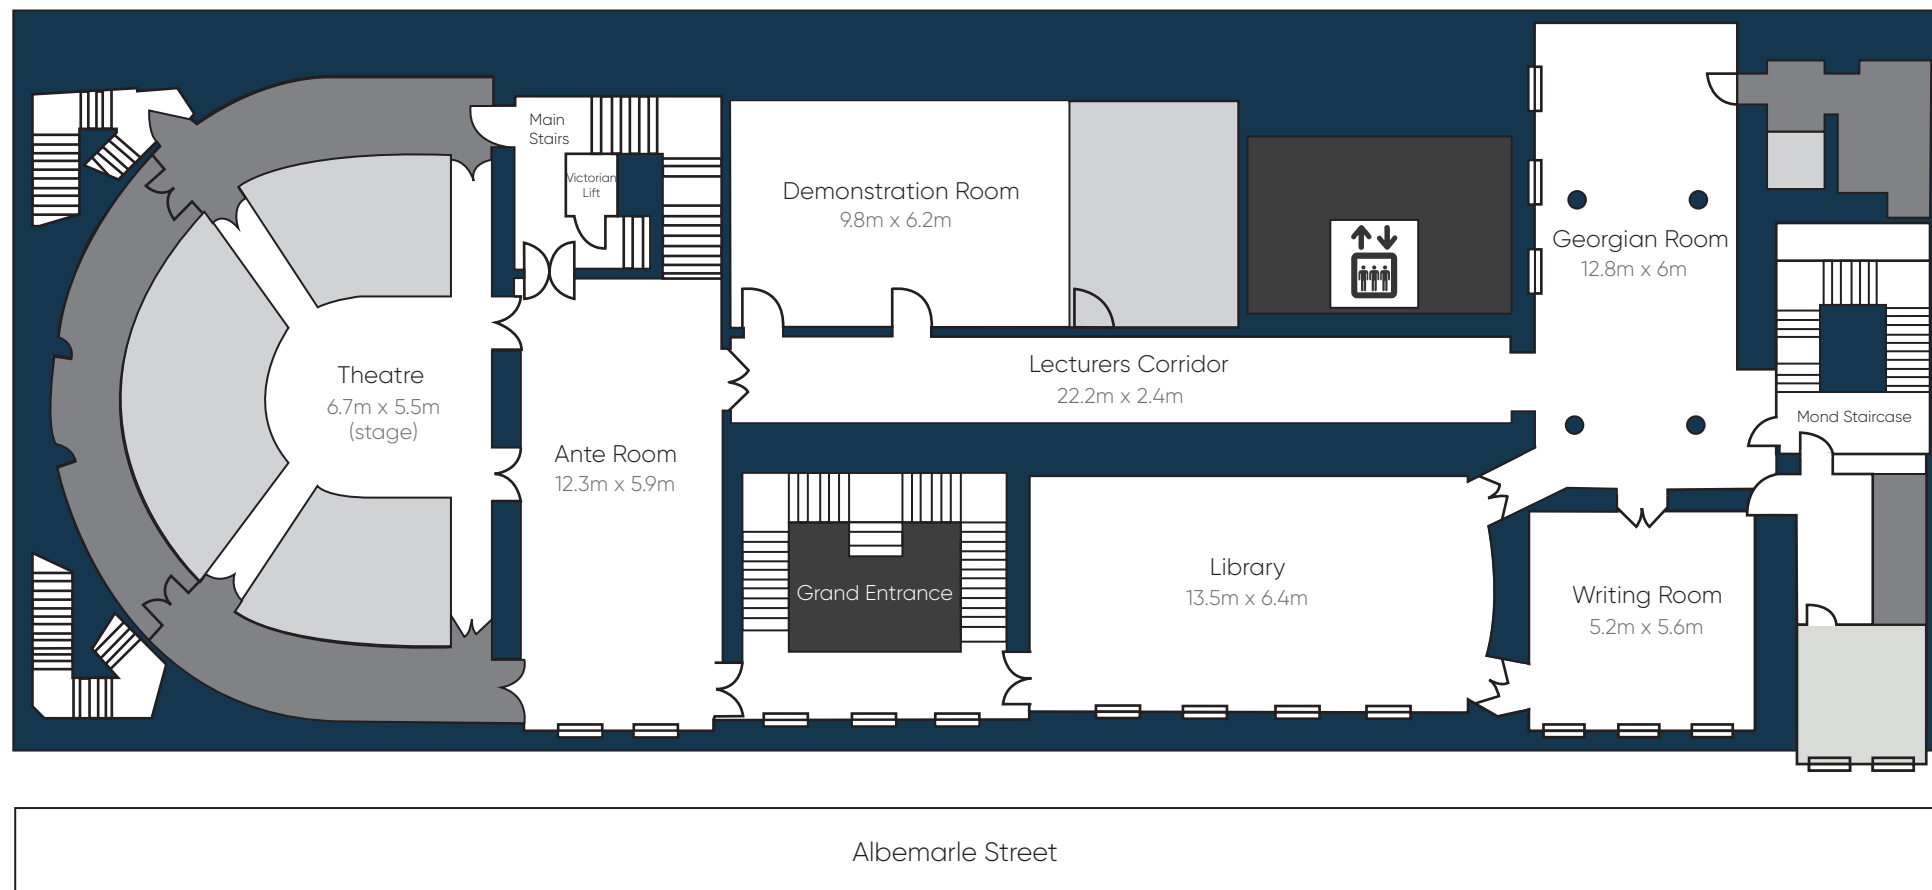 Main
Stairs
Victorian
Lift
Demonstration Room
9.8m x 6.2m
Georgian Room
12.8m x 6m
Theatre
6.7m x 5.5m
(stage)
Lecturers Corridor
22.2m x 2.4m
Mond Staircase
Ante Room
12.3m x 5.9m
Grand Entrance
Library
13.5m x 6.4m
Writing Room
5.2m x 5.6m
Albemarle Street